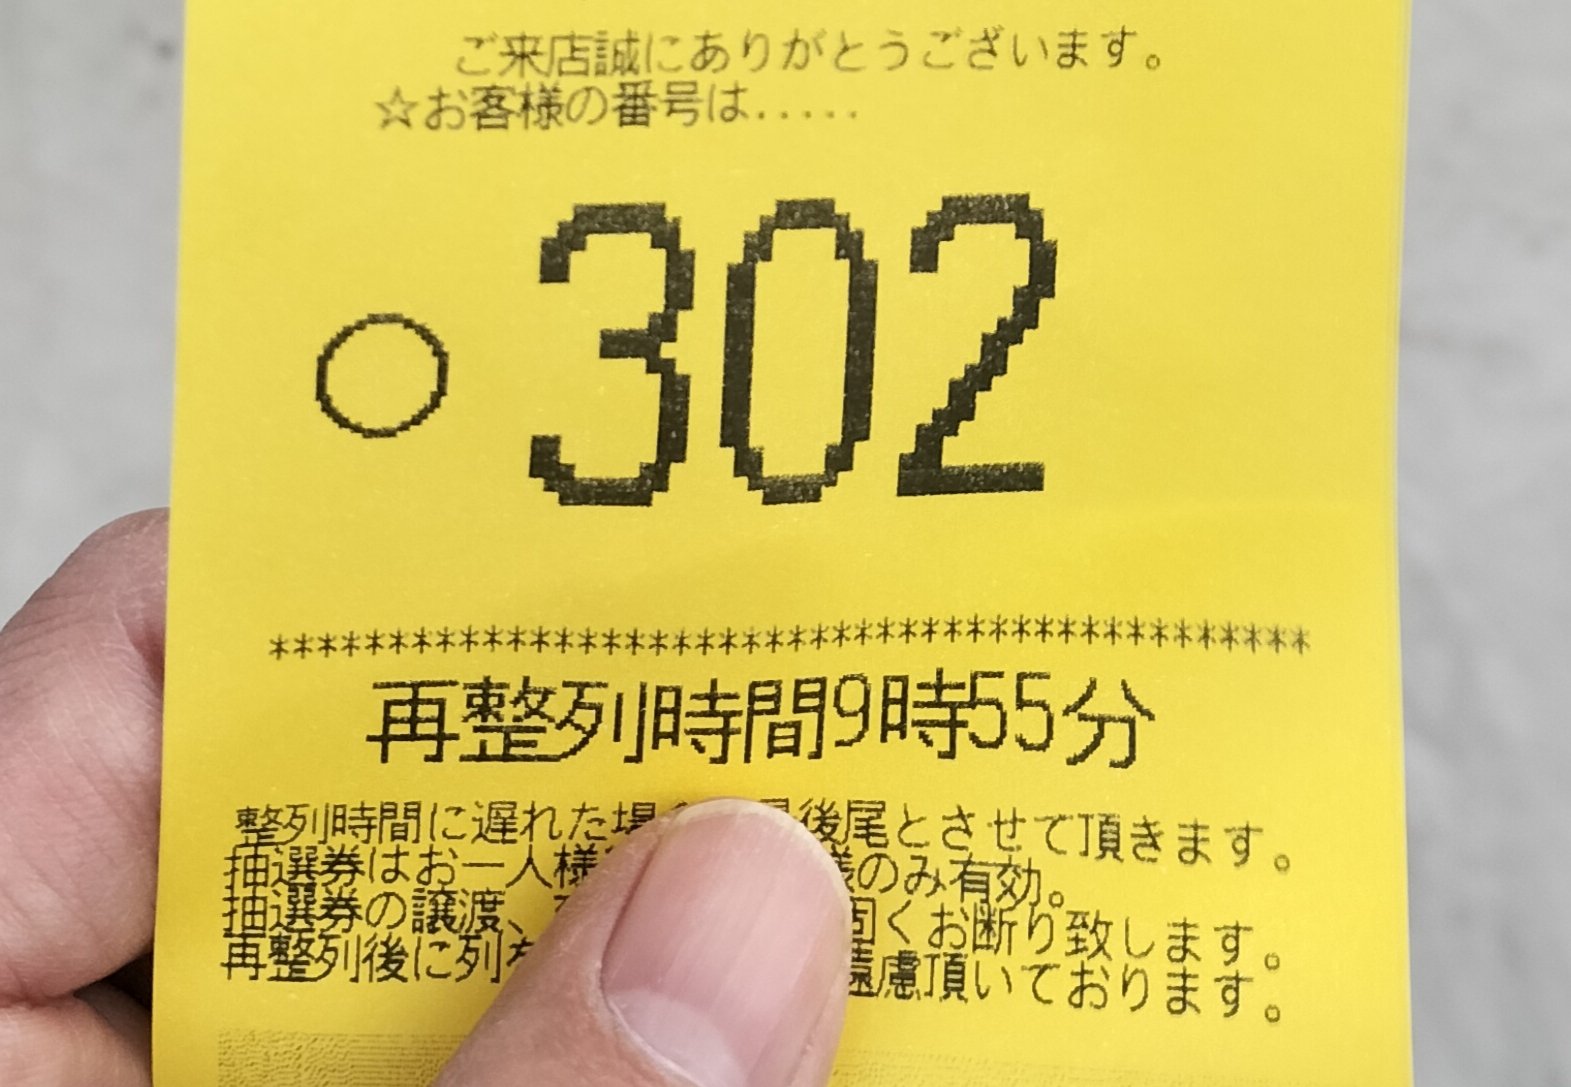 ご来店誠にありがとうございます。
☆お客様の番号は.....
○ 302
*********************************************
再整列時間9時55分
整列時間に遅れた場 後尾とさせて頂きます。
抽選券はお一人様 のみ有効。
抽選券の譲渡、 固くお断り致します。
再整列後に列を 遠慮頂いております。